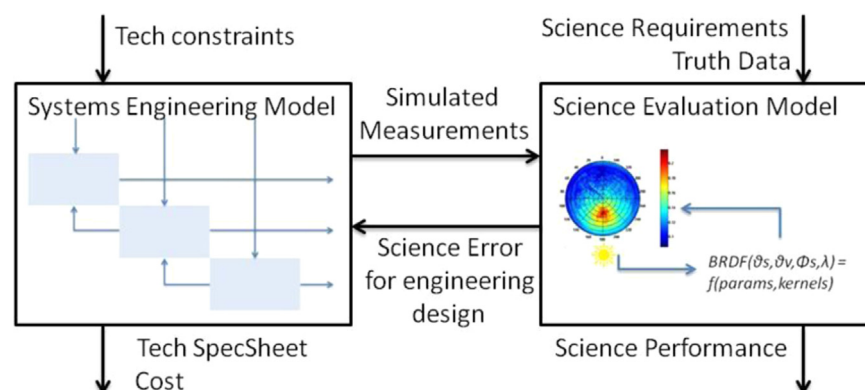 Tech constraints
Science Requirements
Truth Data
Systems Engineering Model
Simulated
Measurements
Science Evaluation Model
BRDF(θs,θv,Φs,λ) =
f(params,kernels)
Science Error
for engineering
design
Tech SpecSheet
Cost
Science Performance